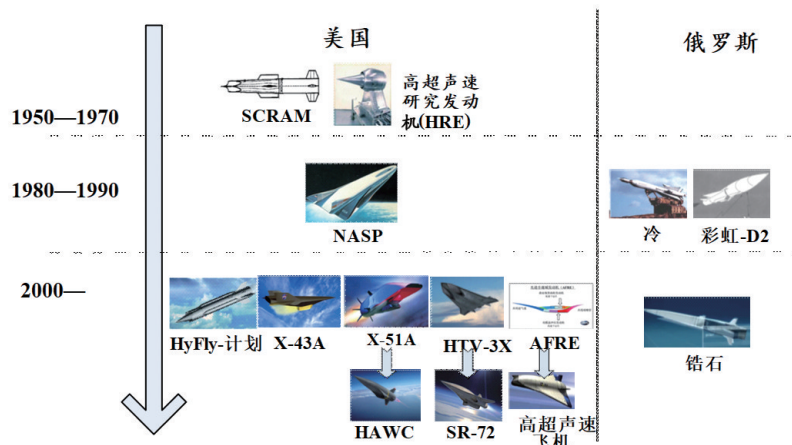 美国
俄罗斯
1950—1970
SCRAM
高超声速
研究发动
机(HRE)
1980—1990
NASP
冷
彩虹-D2
2000—
HyFly-计划
X-43A
X-51A
HTV-3X
AFRE
锆石
HAWC
SR-72
高超声速
飞机